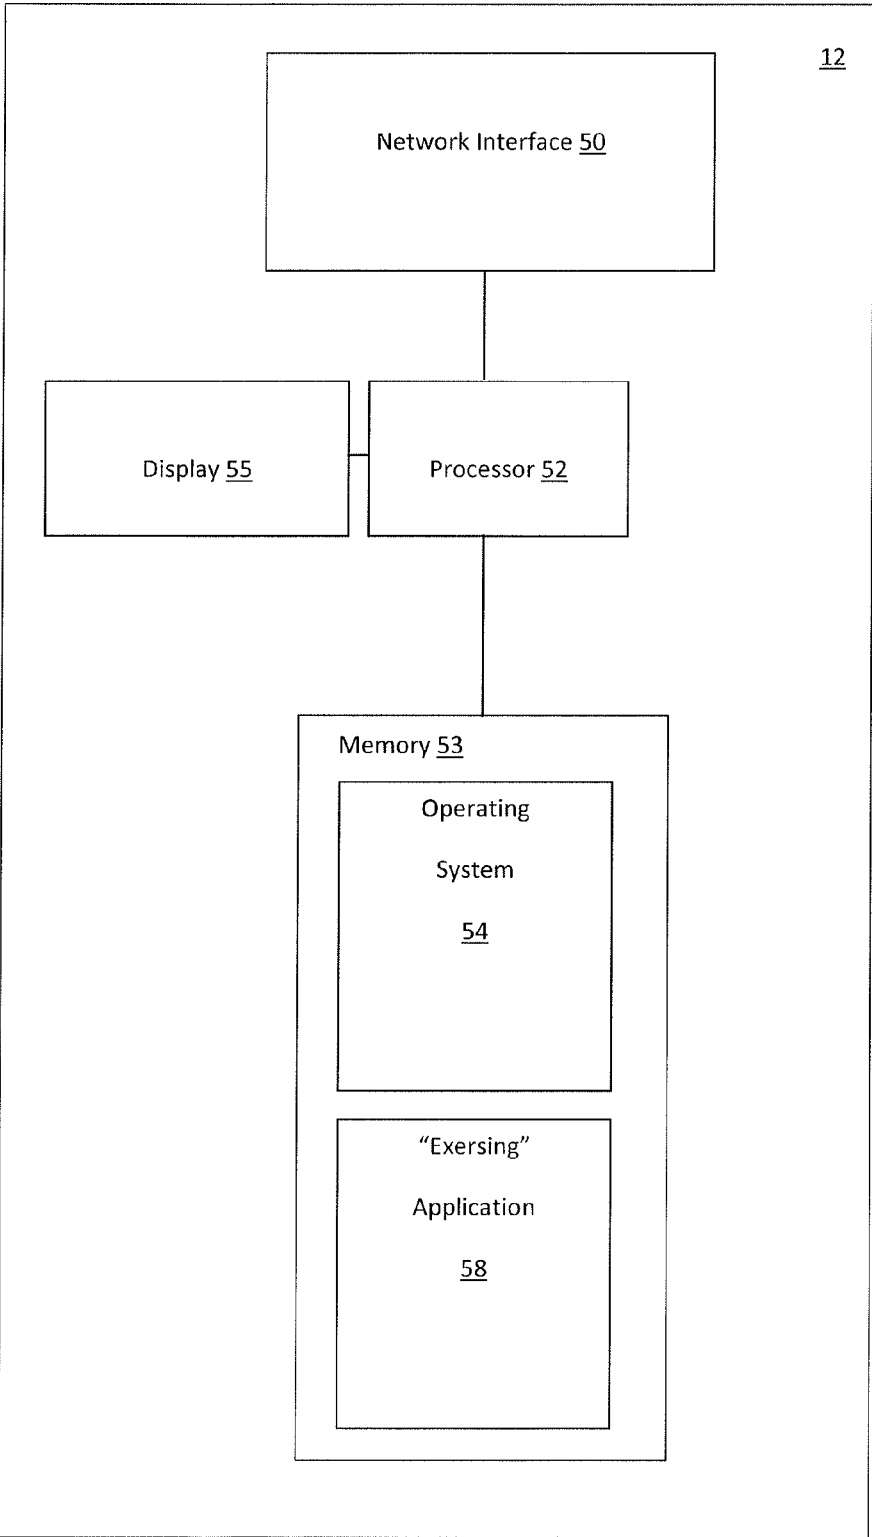 12
Network Interface 50
Display 55
Processor 52
Memory 53
Operating
System
54
“Exersing”
Application
58